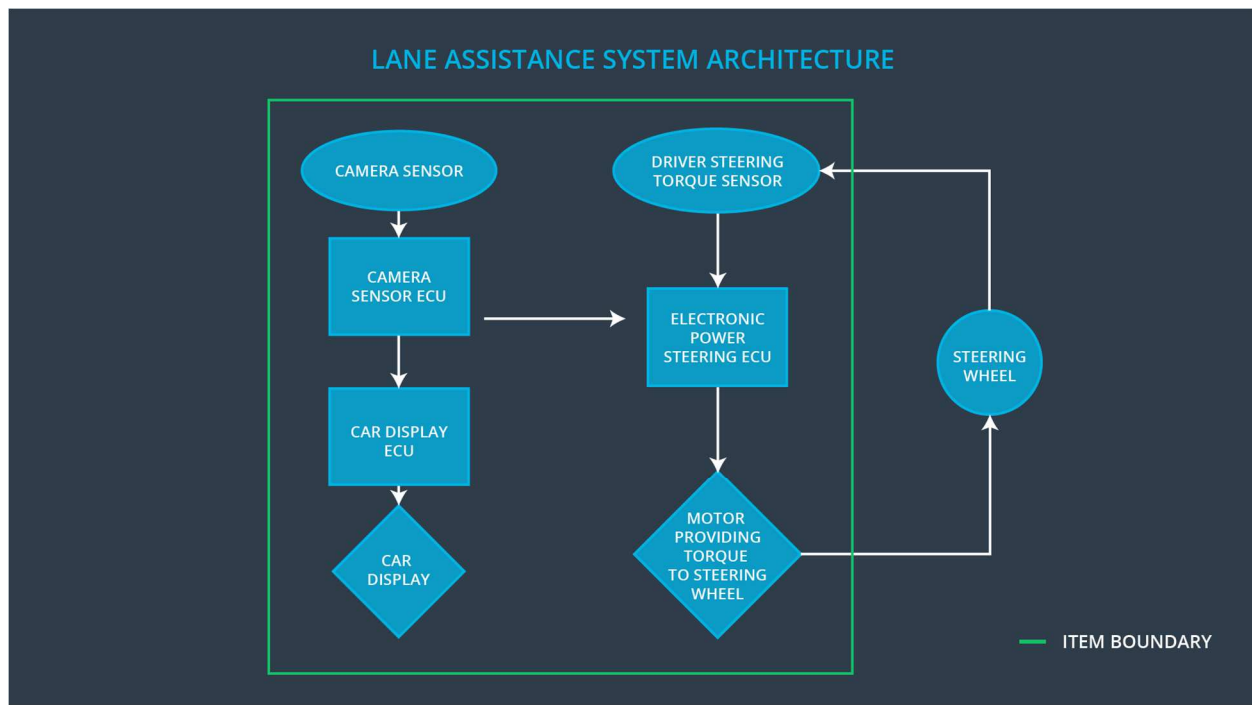 LANE ASSISTANCE SYSTEM ARCHITECTURE
CAMERA SENSOR
CAMERA
SENSOR ECU
CAR DISPLAY
ECU
CAR
DISPLAY
DRIVER STEERING
TORQUE SENSOR
ELECTRONIC
POWER
STEERING ECU
MOTOR
PROVIDING
TORQUE
TO STEERING
WHEEL
STEERING
WHEEL
ITEM BOUNDARY